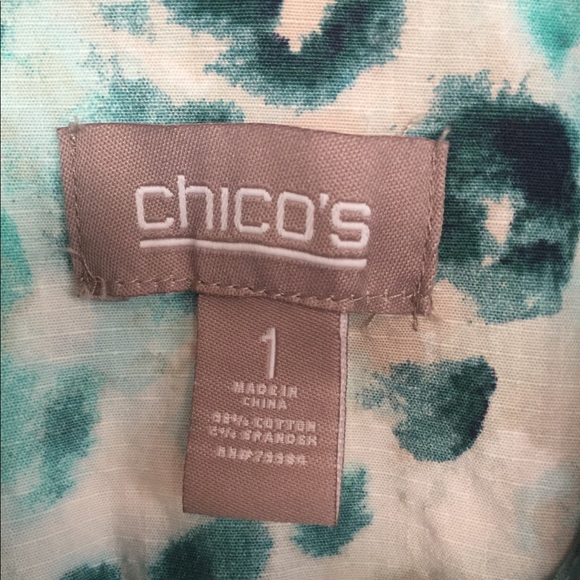 chico's
1
MADE IN
CHINA
COTTON
SPANDEX